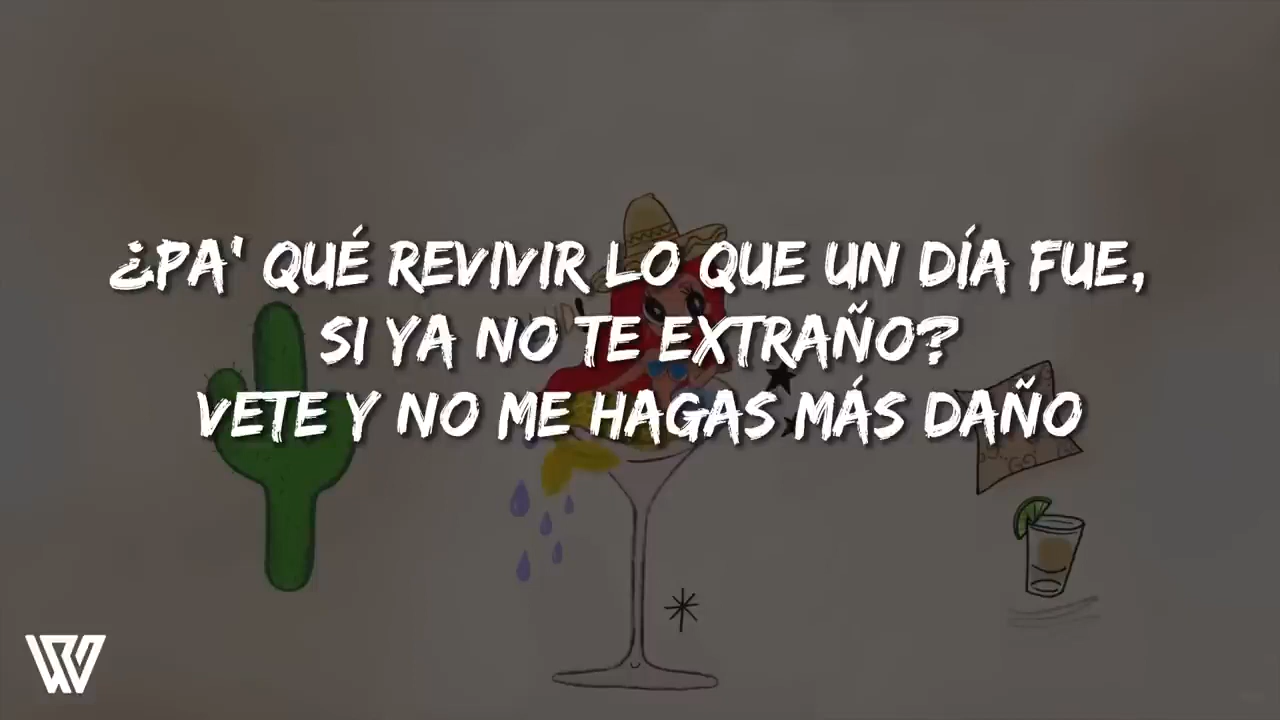 ¿PA' QUÉ REVIVIR LO QUE UN DÍA FUE,
SI YA NO TE EXTRAÑO?
VETE Y NO ME HAGAS MÁS DAÑO